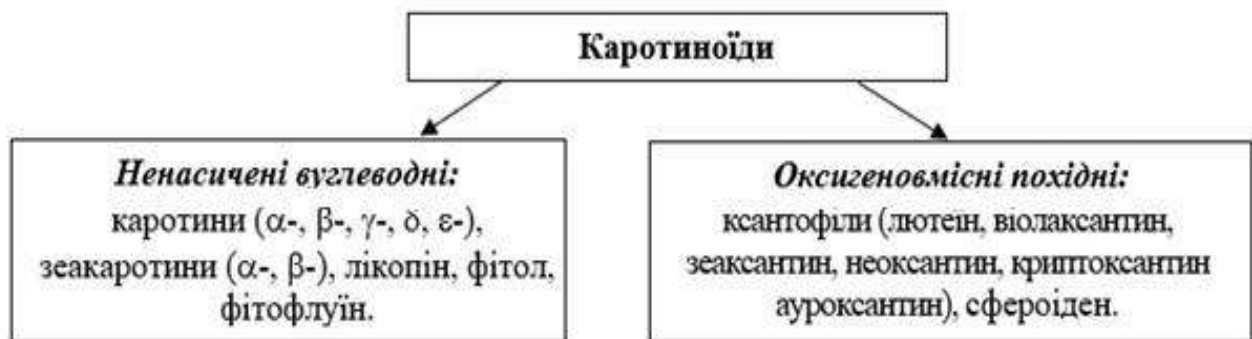 Каротиноїди
Ненасичені вуглеводні:
каротини (α-, β-, γ-, δ, ε-),
зеакаротини (α-, β-), лікопін, фітол,
фітофлуїн.
Оксигеновмісні похідні:
ксантофіли (лютеїн, віолаксантин,
зеаксантин, неоксантин, криптоксантин
ауроксантин), сфероіден.